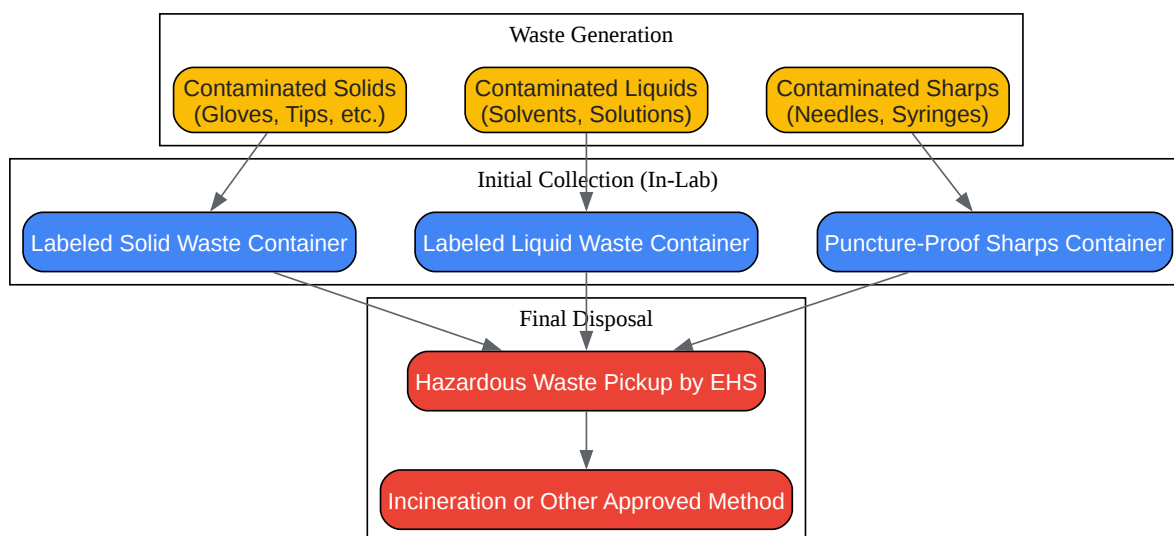 Waste Generation
Contaminated Solids
(Gloves, Tips, etc.)
Contaminated Liquids
(Solvents, Solutions)
Contaminated Sharps
(Needles, Syringes)
Initial Collection (In-Lab)
Labeled Solid Waste Container
Labeled Liquid Waste Container
Puncture-Proof Sharps Container
Final Disposal
Hazardous Waste Pickup by EHS
Incineration or Other Approved Method